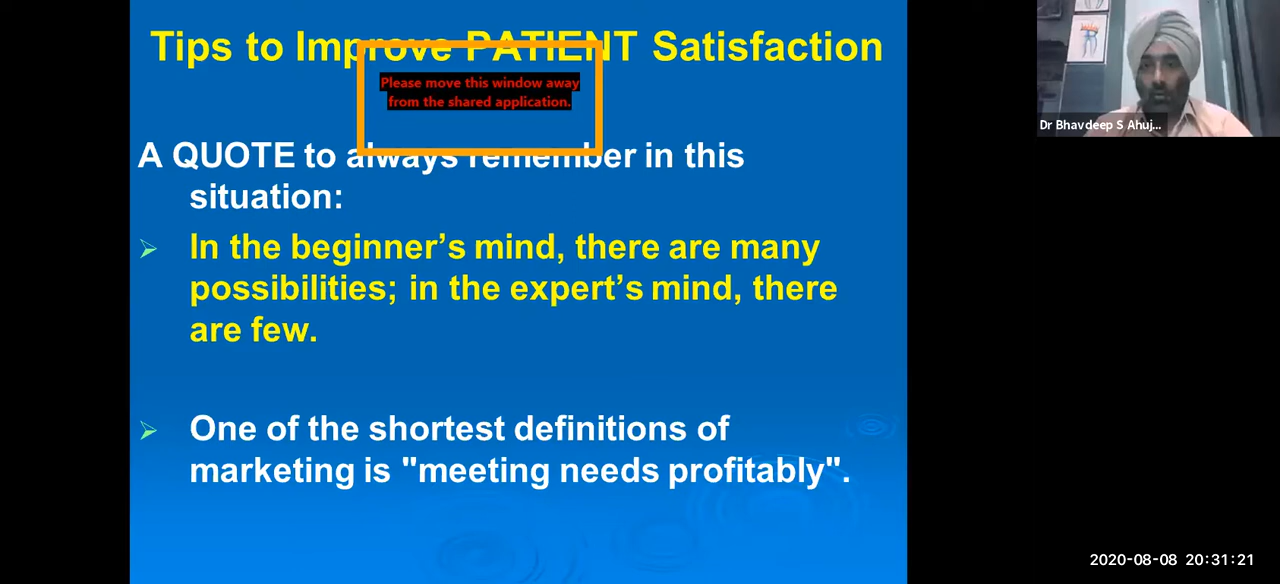 Tips to Improve PATIENT Satisfaction
Please move this window away
from the shared application.
A QUOTE to always remember in this
situation:
In the beginner’s mind, there are many
possibilities; in the expert’s mind, there
are few.
One of the shortest definitions of
marketing is "meeting needs profitably".
Dr Bhavdeep S Ahuj...
2020-08-08 20:31:21